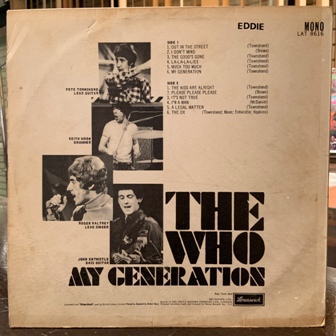 EDDIE
MONO
LAT 8616
SIDE 1
1. OUT IN THE STREET (Townshend)
2. I DON'T MIND (Brown)
3. THE GOOD'S GONE (Townshend)
4. LA-LA-LA-LIES (Townshend)
5. MUCH TOO MUCH (Townshend)
6. MY GENERATION (Townshend)
SIDE 2
1. THE KIDS ARE ALRIGHT (Townshend)
2. PLEASE PLEASE PLEASE (Brown)
3. IT'S NOT TRUE (Townshend)
4. I'M A MAN (McDaniel)
5. A LEGAL MATTER (Townshend)
6. THE OX (Townshend; Moon; Entwistle; Hopkins)
PETE TOWNSHEND
LEAD GUITAR
KEITH MOON
DRUMMER
ROGER DALTREY
LEAD SINGER
JOHN ENTWISTLE
BASS GUITAR
THE
WHO
MY GENERATION
Brunswick